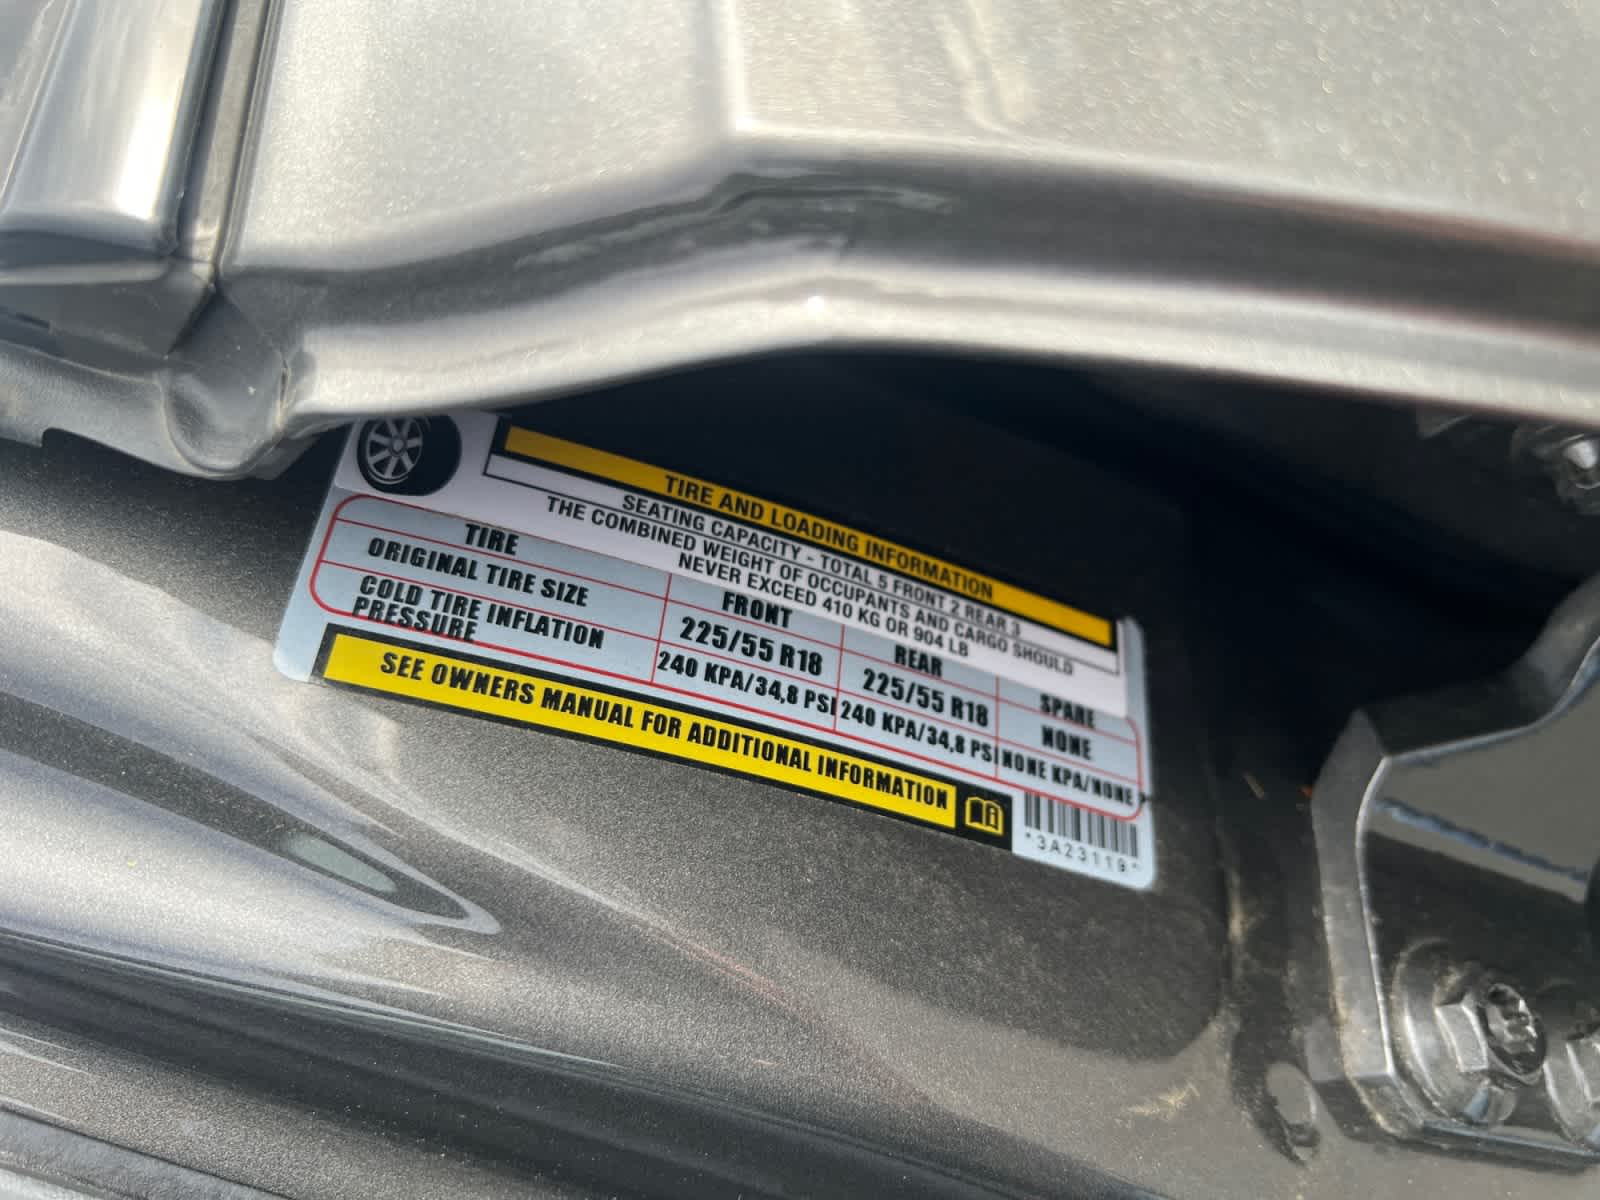 TIRE AND LOADING INFORMATION
SEATING CAPACITY - TOTAL 5 FRONT 2 REAR 3
THE COMBINED WEIGHT OF OCCUPANTS AND CARGO SHOULD
NEVER EXCEED 410 KG OR 904 LB
TIRE FRONT REAR SPARE
ORIGINAL TIRE SIZE 225/55 R18 225/55 R18 NONE
COLD TIRE INFLATION
PRESSURE 240 KPA/34,8 PSI 240 KPA/34,8 PSI NONE KPA/NONE
SEE OWNERS MANUAL FOR ADDITIONAL INFORMATION
*3A23119*